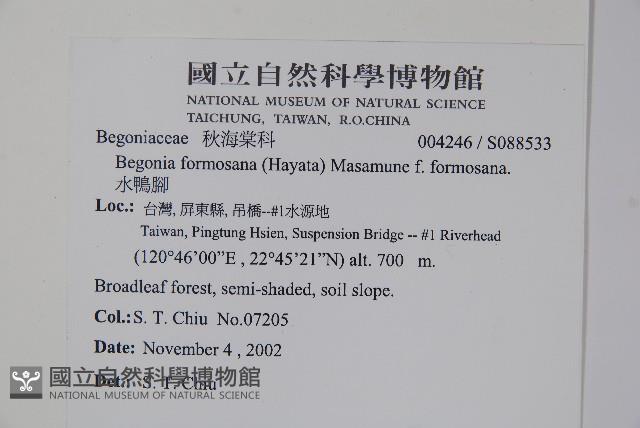 國立自然科學博物館
NATIONAL MUSEUM OF NATURAL SCIENCE
TAICHUNG, TAIWAN, R.O.CHINA
Begoniaceae 秋海棠科 004246 / S088533
Begonia formosana (Hayata) Masamune f. formosana.
水鴨腳
Loc.: 台灣, 屏東縣, 吊橋--#1水源地
Taiwan, Pingtung Hsien, Suspension Bridge -- #1 Riverhead
(120°46'00"E , 22°45'21"N) alt. 700 m.
Broadleaf forest, semi-shaded, soil slope.
Col.: S. T. Chiu No.07205
Date: November 4 , 2002
Det.: S. T. Chiu
國立自然科學博物館
NATIONAL MUSEUM OF NATURAL SCIENCE